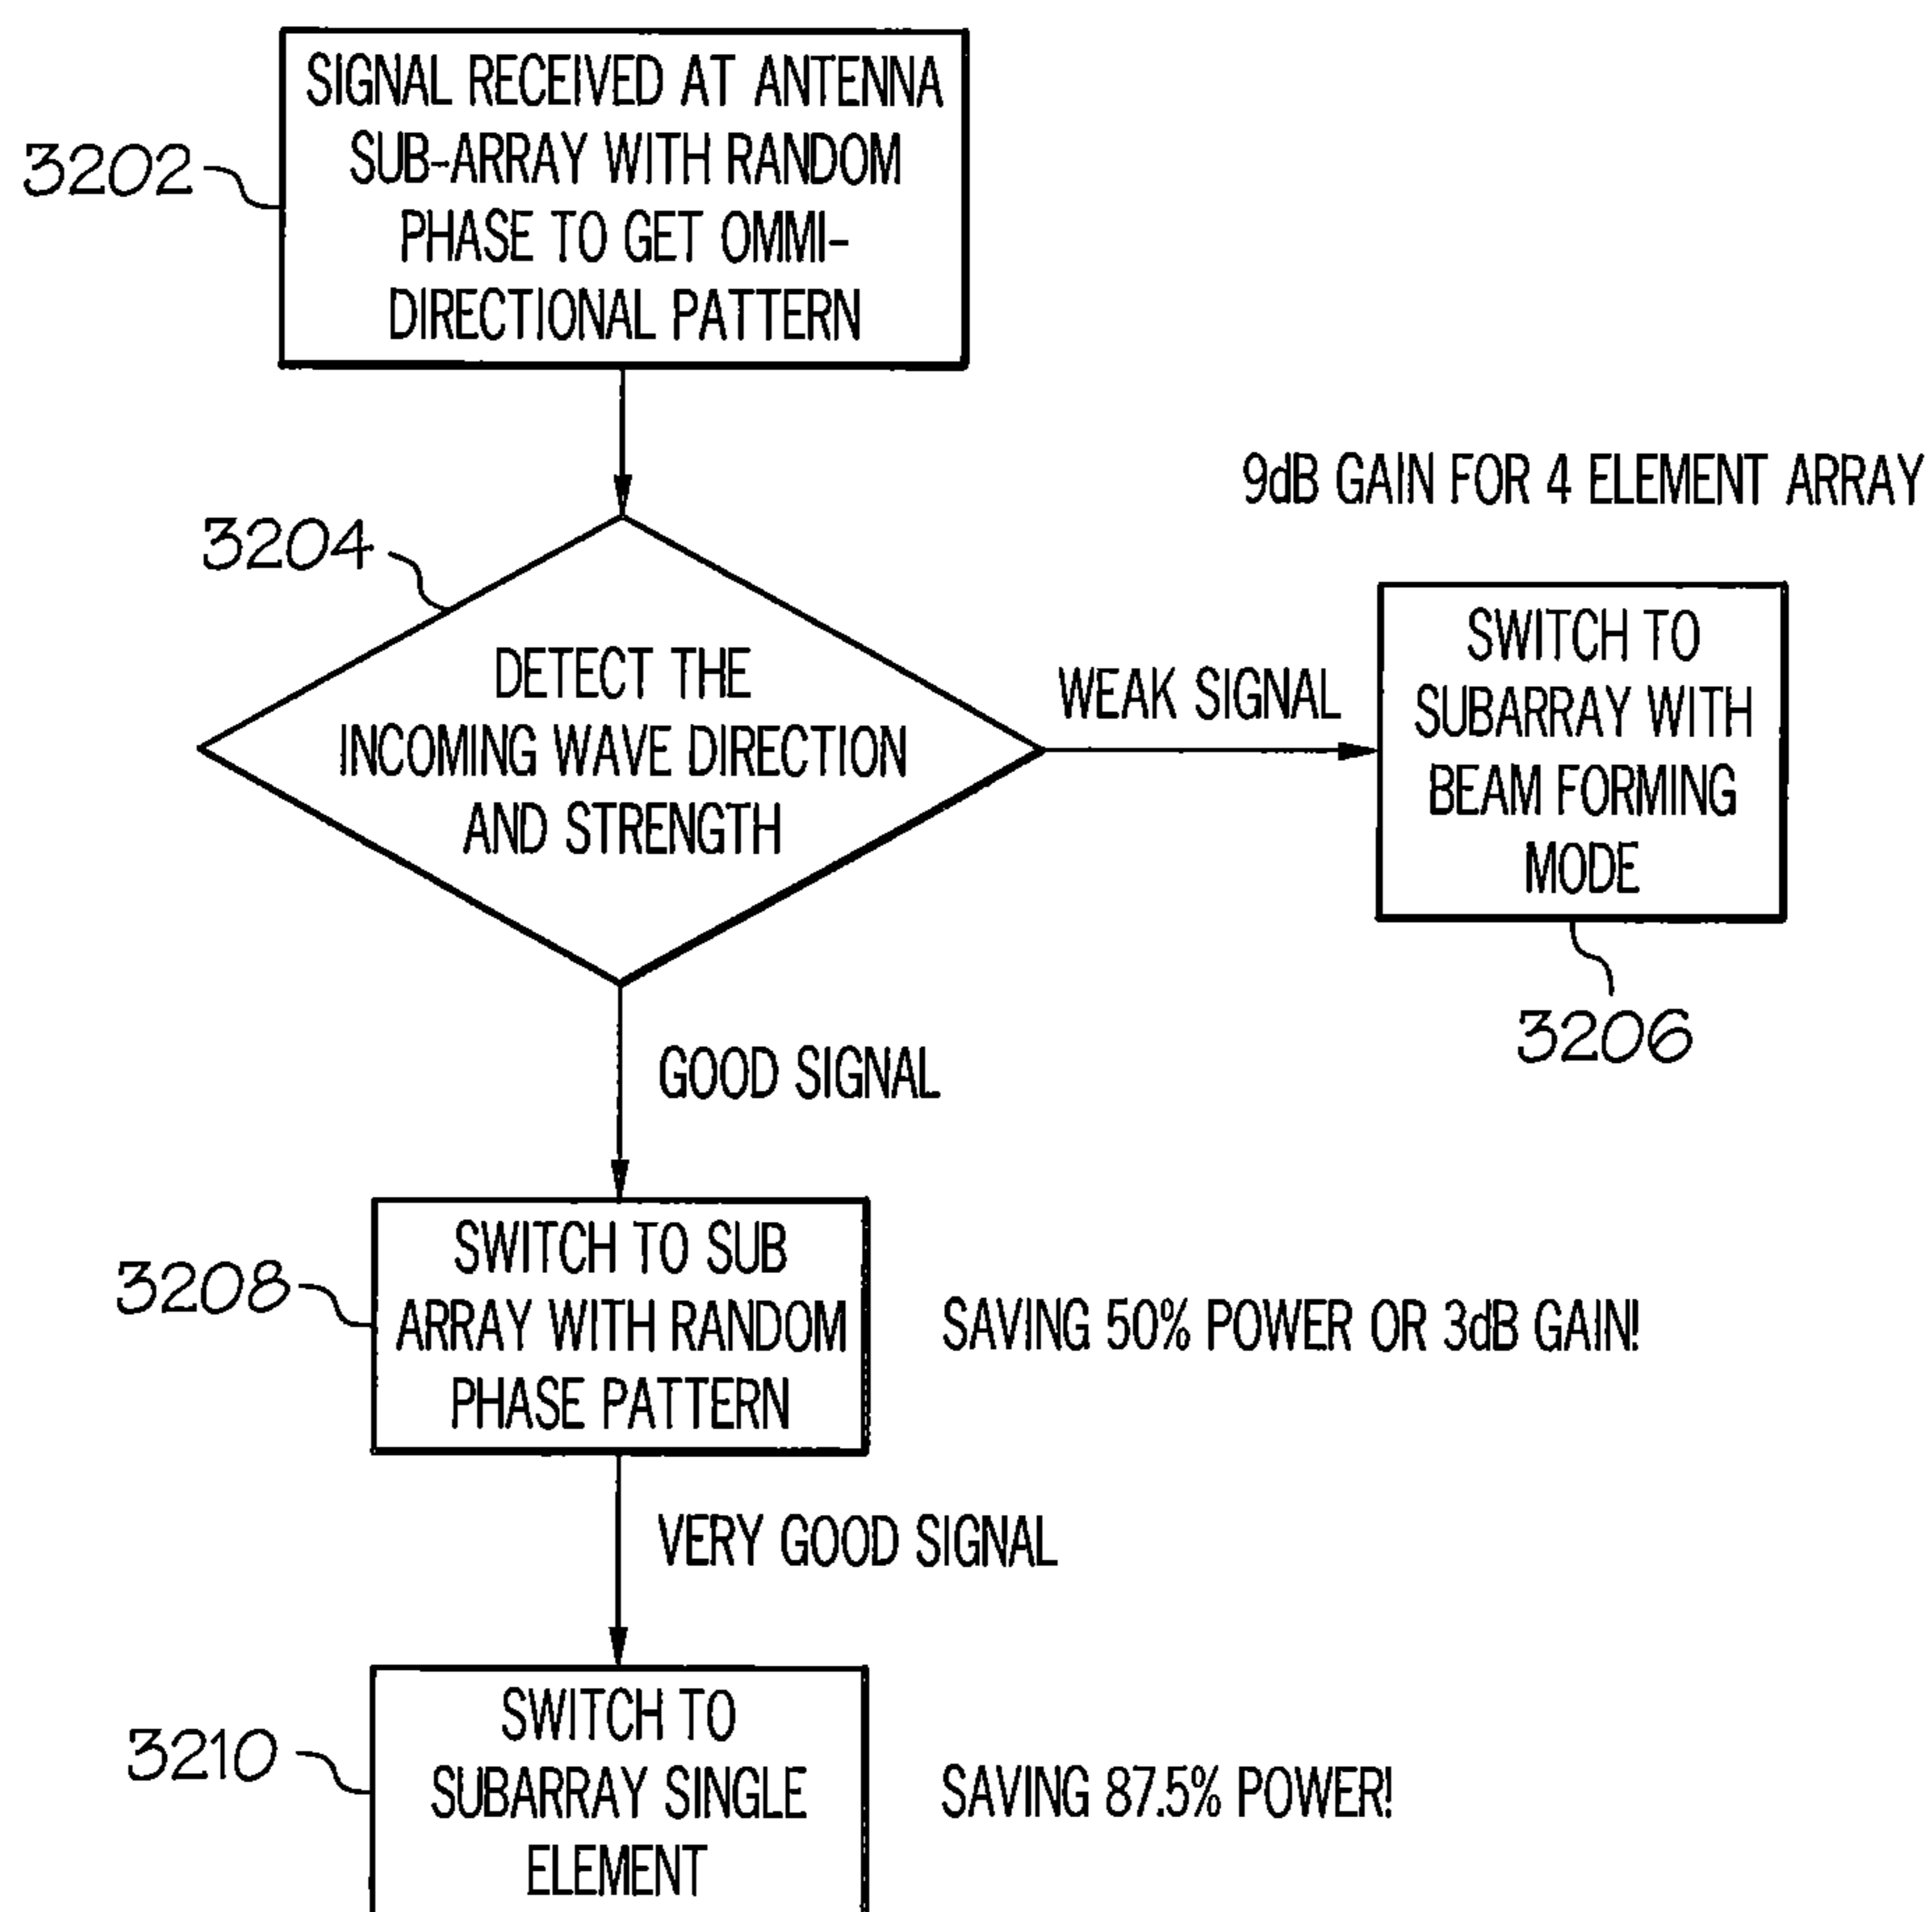 SIGNAL RECEIVED AT ANTENNA
SUB-ARRAY WITH RANDOM
PHASE TO GET OMMI-
DIRECTIONAL PATTERN
3202
9dB GAIN FOR 4 ELEMENT ARRAY
3204
DETECT THE
INCOMING WAVE DIRECTION
AND STRENGTH
WEAK SIGNAL
SWITCH TO
SUBARRAY WITH
BEAM FORMING
MODE
3206
GOOD SIGNAL
SWITCH TO SUB
ARRAY WITH RANDOM
PHASE PATTERN
3208
SAVING 50% POWER OR 3dB GAIN!
VERY GOOD SIGNAL
SWITCH TO
SUBARRAY SINGLE
ELEMENT
3210
SAVING 87.5% POWER!